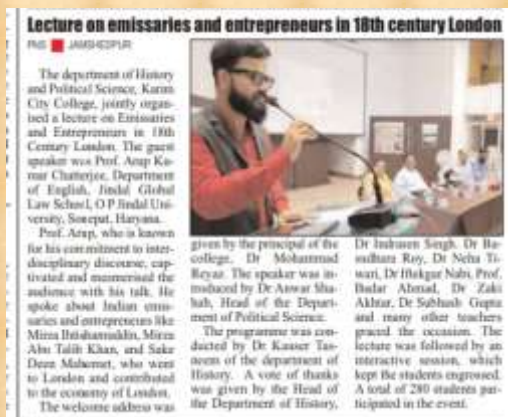 Lecture on emissaries and entrepreneurs in 18th century London
PNS JAMSHEDPUR
The department of History
and Political Science, Karim
City College, jointly organ-
ised a lecture on Emissaries
and Entrepreneurs in 18th
Century London. The guest
speaker was Prof. Arup Ku-
mar Chatterjee, Department
of English, Jindal Global
Law School, O P Jindal Uni-
versity, Sonepat, Haryana.
Prof. Arup, who is known
for his commitment to inter-
disciplinary discourse, cap-
tivated and mesmerised the
audience with his talk. He
spoke about Indian emis-
saries and entrepreneurs like
Mirza Ihtishamuddin, Mirza
Abu Talib Khan, and Sake
Deen Mahomet, who went
to London and contributed
to the economy of London.
The welcome address was
given by the principal of the
college, Dr Mohammad
Reyaz. The speaker was in-
troduced by Dr Anwar Sha-
hab, Head of the Depart-
ment of Political Science.
The programme was con-
ducted by Dr Kauser Tas-
neem of the department of
History. A vote of thanks
was given by the Head of
the Department of History,
Dr Indrasen Singh. Dr Ba-
sudhara Roy, Dr Neha Ti-
wari, Dr Iftekgar Nabi, Prof.
Badar Ahmad, Dr Zaki
Akhtar, Dr Subhash Gupta
and many other teachers
graced the occasion. The
lecture was followed by an
interactive session, which
kept the students engrossed.
A total of 280 students par-
ticipated in the event.